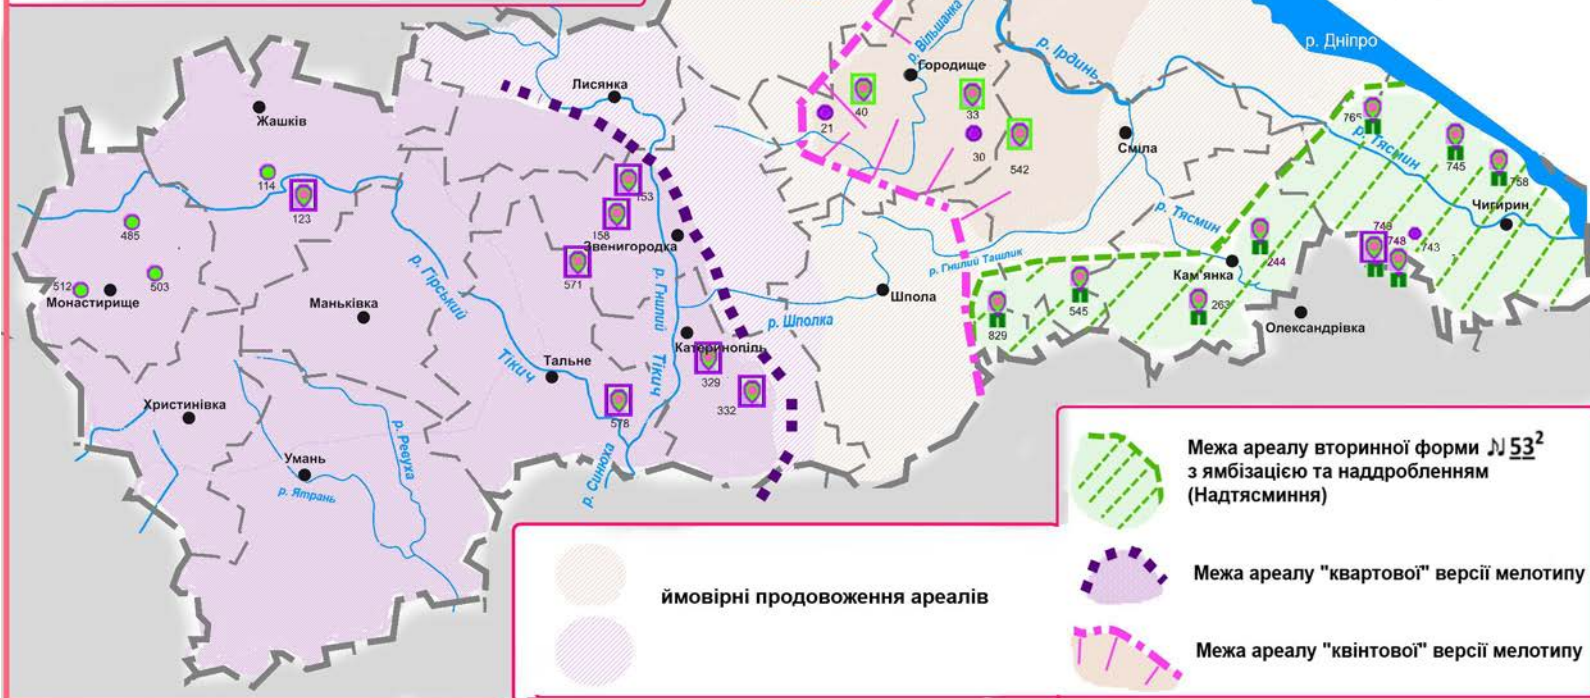 р. Дніпро
р. Вільшанка
р. Ірдинь
Городище
Лисянка
Жашків
40
33
21
30
542
Сміла
765
р. Тясмин
745
758
Чигирин
114
123
153
158
Звенигородка
485
571
р. Гірський
Тікич
р. Гнилий
Тікич
р. Тясмин
р. Гнилий Ташлик
Кам'янка
244
748
743
512
503
Монастирище
Маньківка
Шпола
р. Шполка
829
545
263
Олександрівка
Катеринопіль
329
332
Тальне
578
Христинівка
р. Ревуха
Умань
р. Ятрань
р. Синюха
Межа ареалу вторинної форми 53²
з ямбізацією та наддробленням
(Надтясминня)
ймовірні продовоження ареалів
Межа ареалу "квартової" версії мелотипу
Межа ареалу "квінтової" версії мелотипу